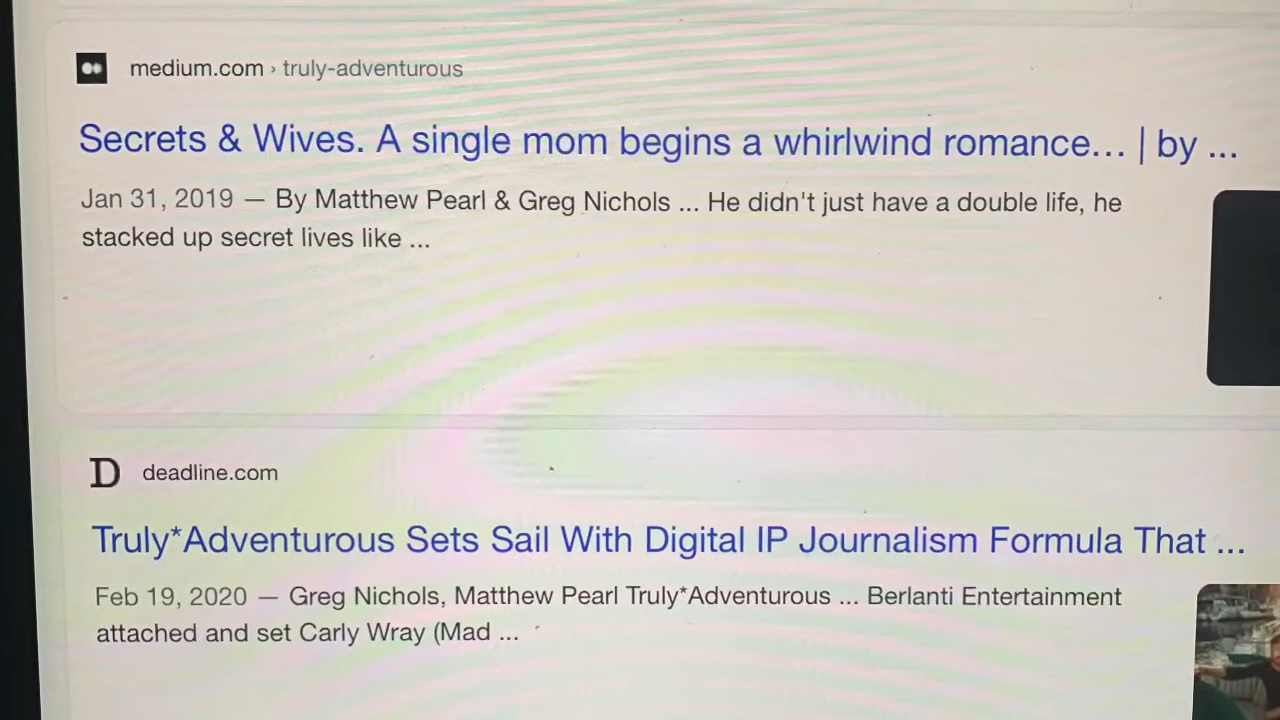 medium.com › truly-adventurous
Secrets & Wives. A single mom begins a whirlwind romance... | by ...
Jan 31, 2019 — By Matthew Pearl & Greg Nichols ... He didn't just have a double life, he
stacked up secret lives like ...
D deadline.com
Truly*Adventurous Sets Sail With Digital IP Journalism Formula That ...
Feb 19, 2020 — Greg Nichols, Matthew Pearl Truly*Adventurous ... Berlanti Entertainment
attached and set Carly Wray (Mad ...